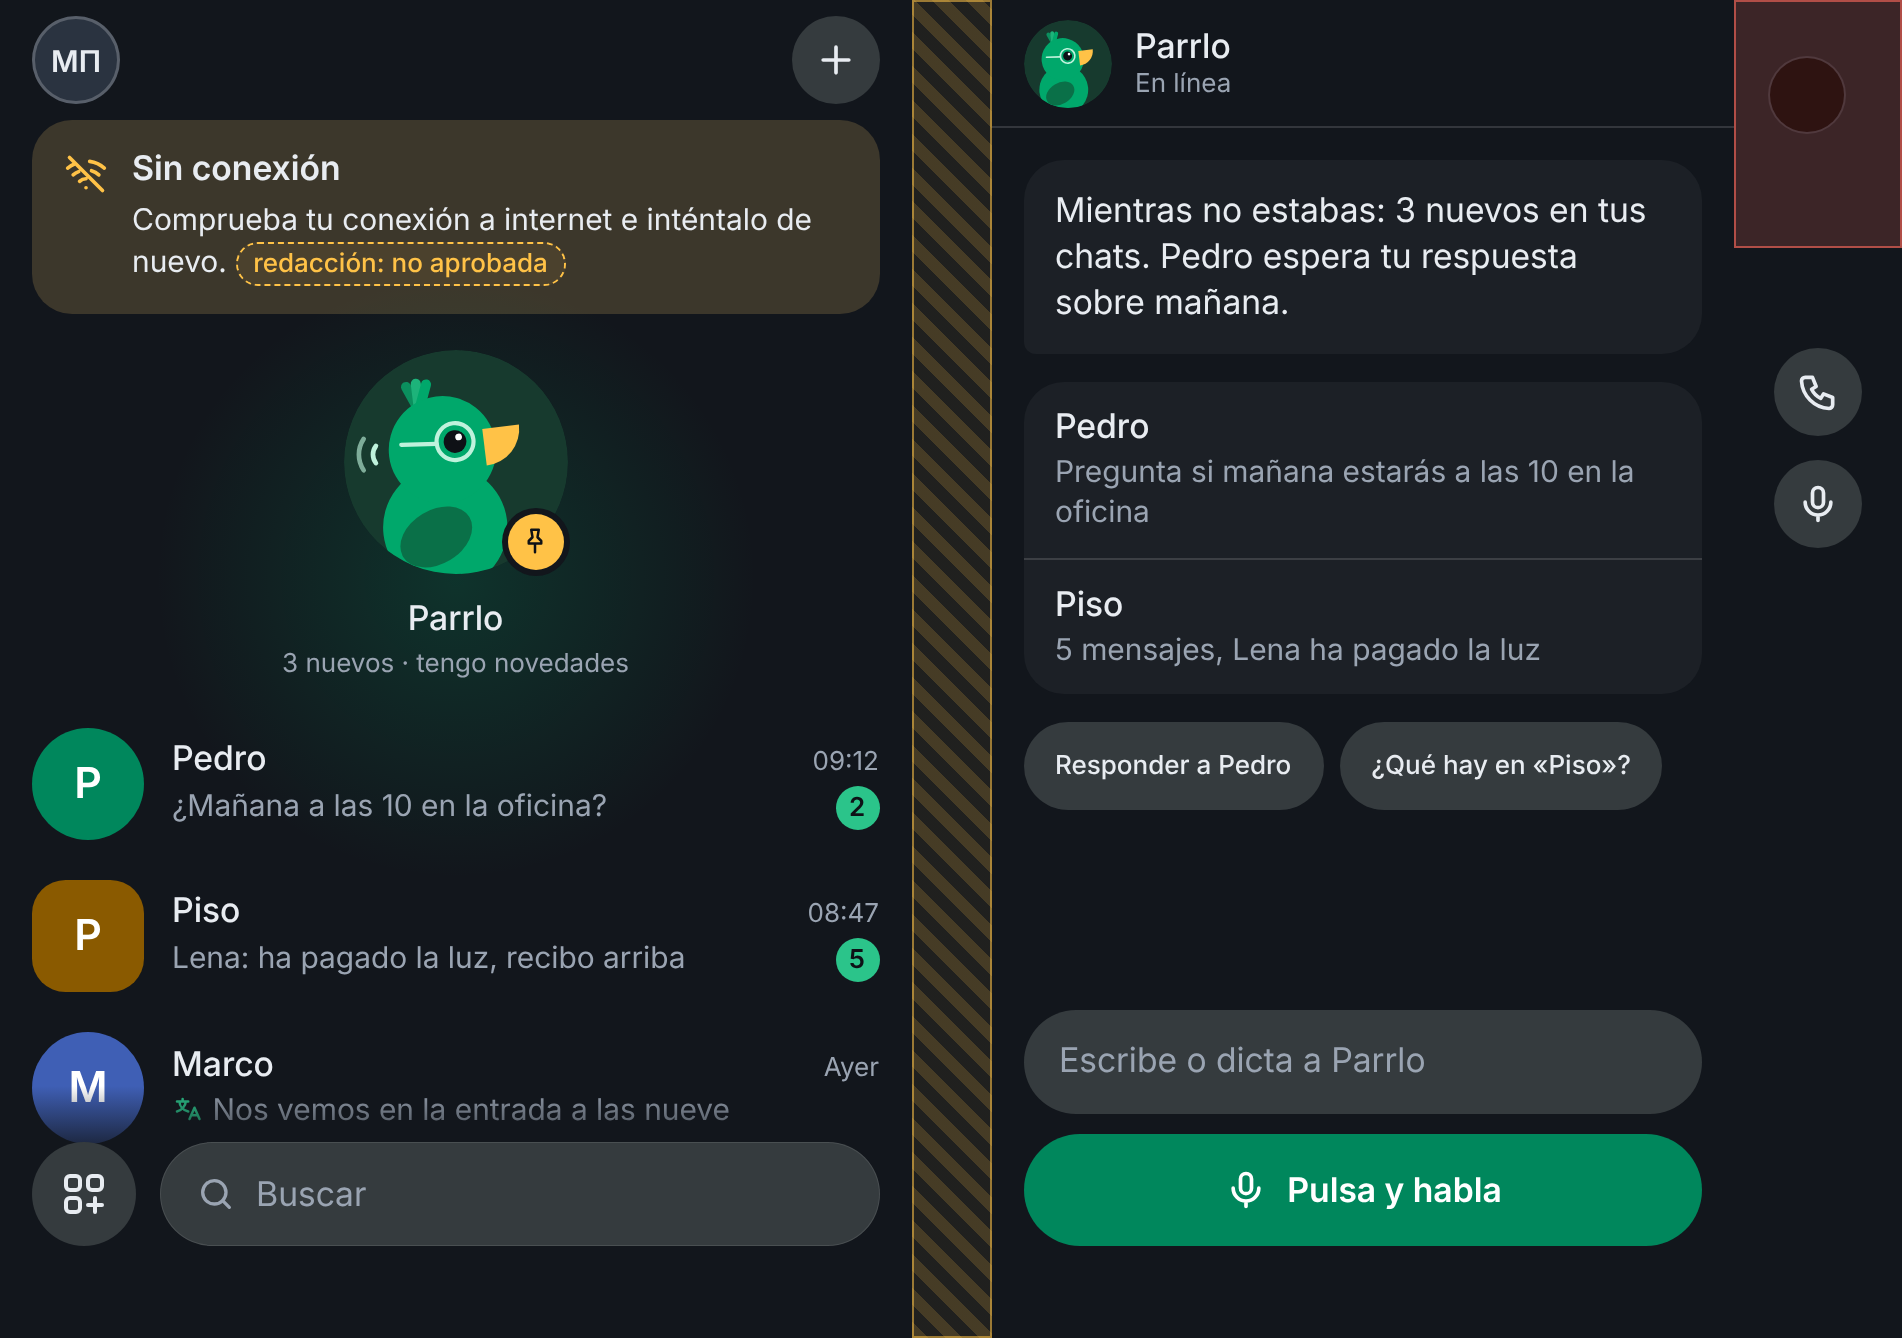 МП
Sin conexión
Comprueba tu conexión a internet e inténtalo de
nuevo. redacción: no aprobada
Parrlo
3 nuevos · tengo novedades
P
Pedro
09:12
¿Mañana a las 10 en la oficina?
2
P
Piso
08:47
Lena: ha pagado la luz, recibo arriba
5
M
Marco
Ayer
Nos vemos en la entrada a las nueve
Buscar
Parrlo
En línea
Mientras no estabas: 3 nuevos en tus
chats. Pedro espera tu respuesta
sobre mañana.
Pedro
Pregunta si mañana estarás a las 10 en la
oficina
Piso
5 mensajes, Lena ha pagado la luz
Responder a Pedro
¿Qué hay en «Piso»?
Escribe o dicta a Parrlo
Pulsa y habla